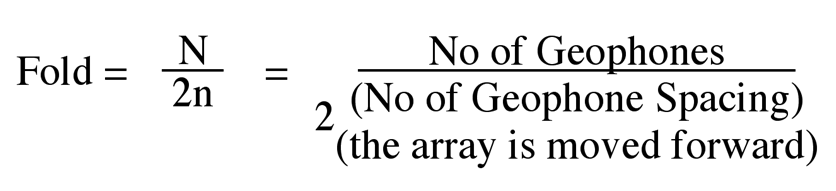 Fold = N / 2n = No of Geophones
2 (No of Geophone Spacing)
(the array is moved forward)